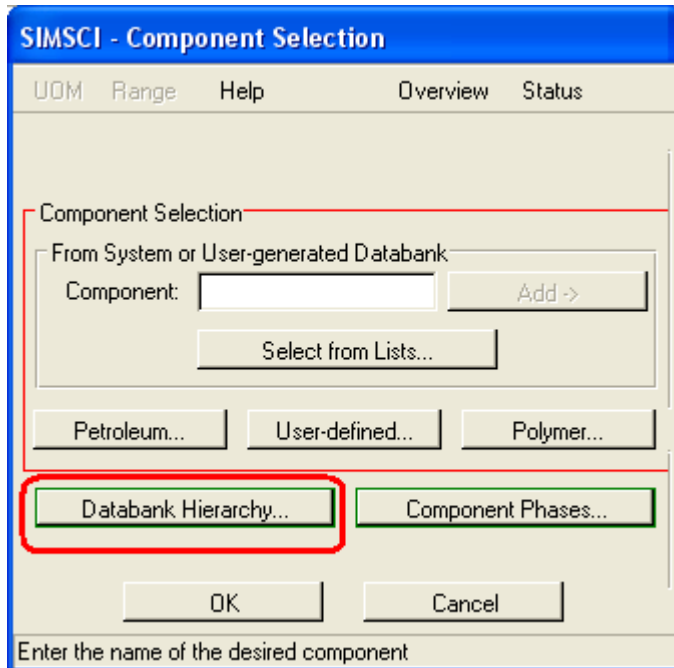 SIMSCI - Component Selection
UOM Range Help Overview Status
Component Selection
From System or User-generated Databank
Component: Add ->
Select from Lists...
Petroleum... User-defined... Polymer...
Databank Hierarchy... Component Phases...
OK Cancel
Enter the name of the desired component